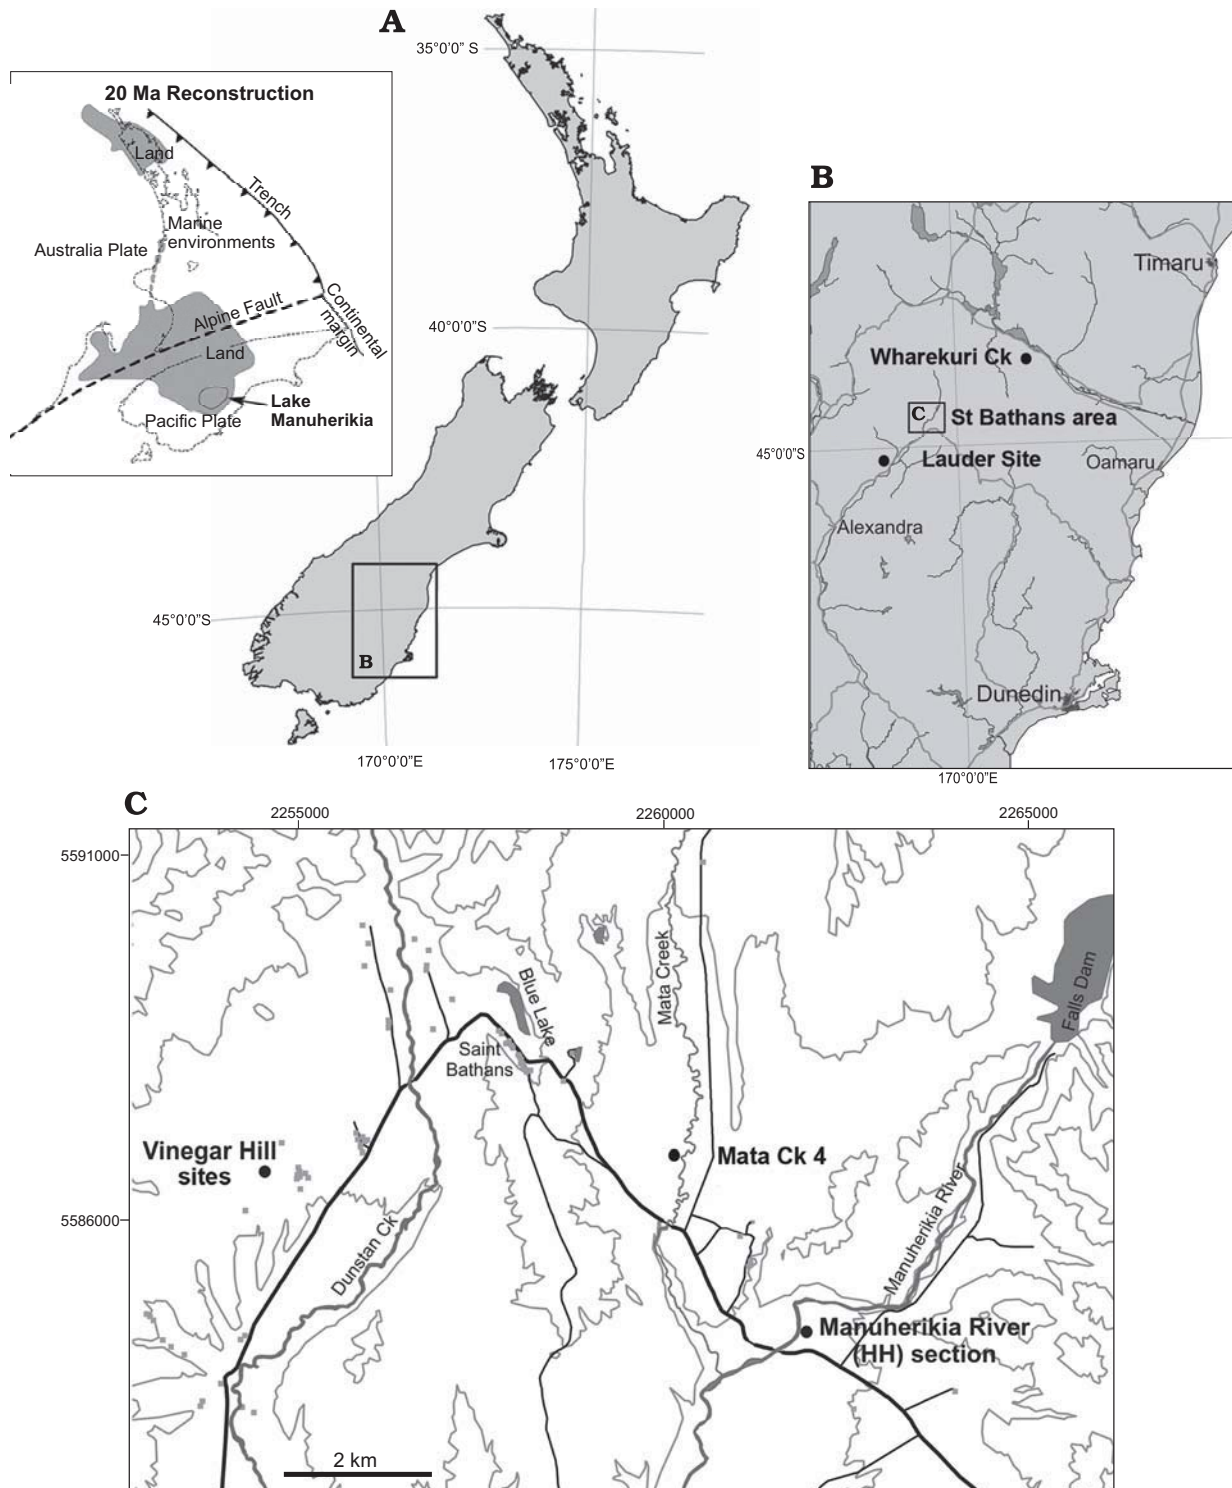 A
35°0'0" S
40°0'0"S
45°0'0"S
170°0'0"E
175°0'0"E
B
20 Ma Reconstruction
Land
Trench
Marine
environments
Australia Plate
Alpine Fault
Continental
margin
Land
Lake
Manuherikia
Pacific Plate
B
Timaru
Wharekuri Ck
C
St Bathans area
45°0'0"S
Lauder Site
Oamaru
Alexandra
Dunedin
170°0'0"E
C
2255000
2260000
2265000
5591000
5586000
Blue Lake
Mata Creek
Falls Dam
Saint
Bathans
Vinegar Hill
sites
Mata Ck 4
Dunstan Ck
Manuherikia River
Manuherikia River
(HH) section
2 km